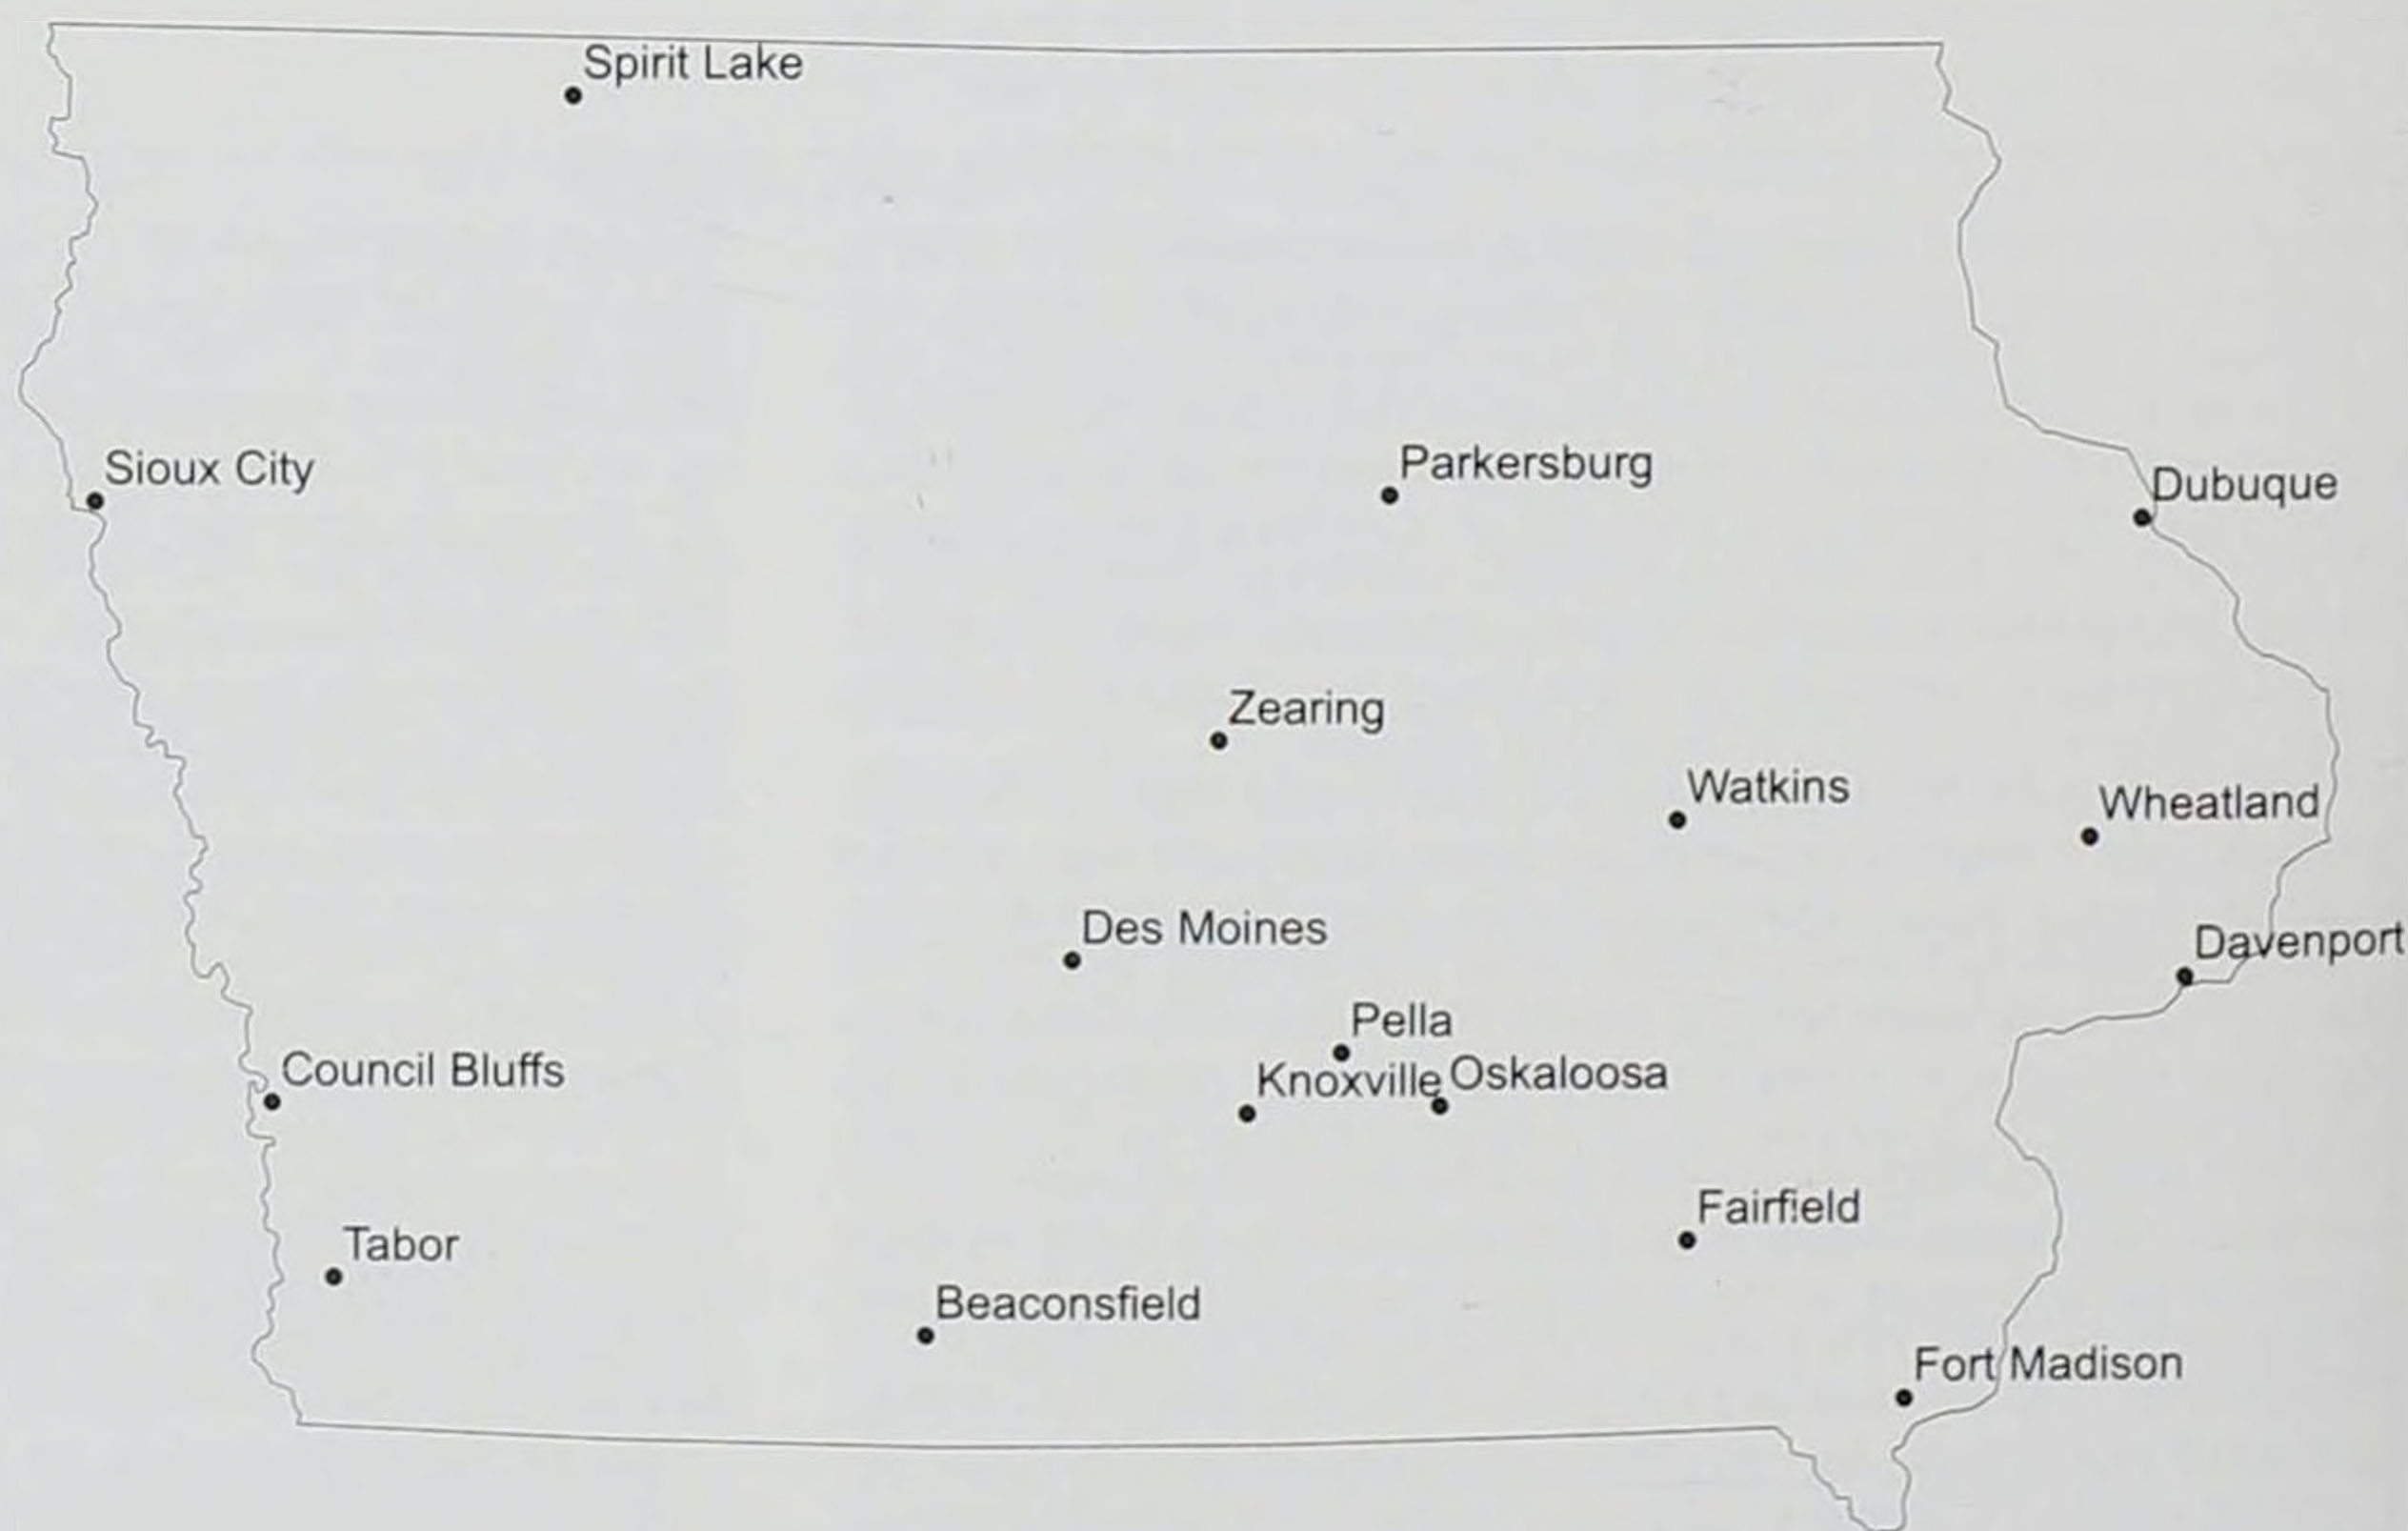 Spirit Lake
Sioux City
Parkersburg
Dubuque
Zearing
Watkins
Wheatland
Des Moines
Davenport
Pella
Knoxville
Oskaloosa
Council Bluffs
Fairfield
Tabor
Beaconsfield
Fort Madison